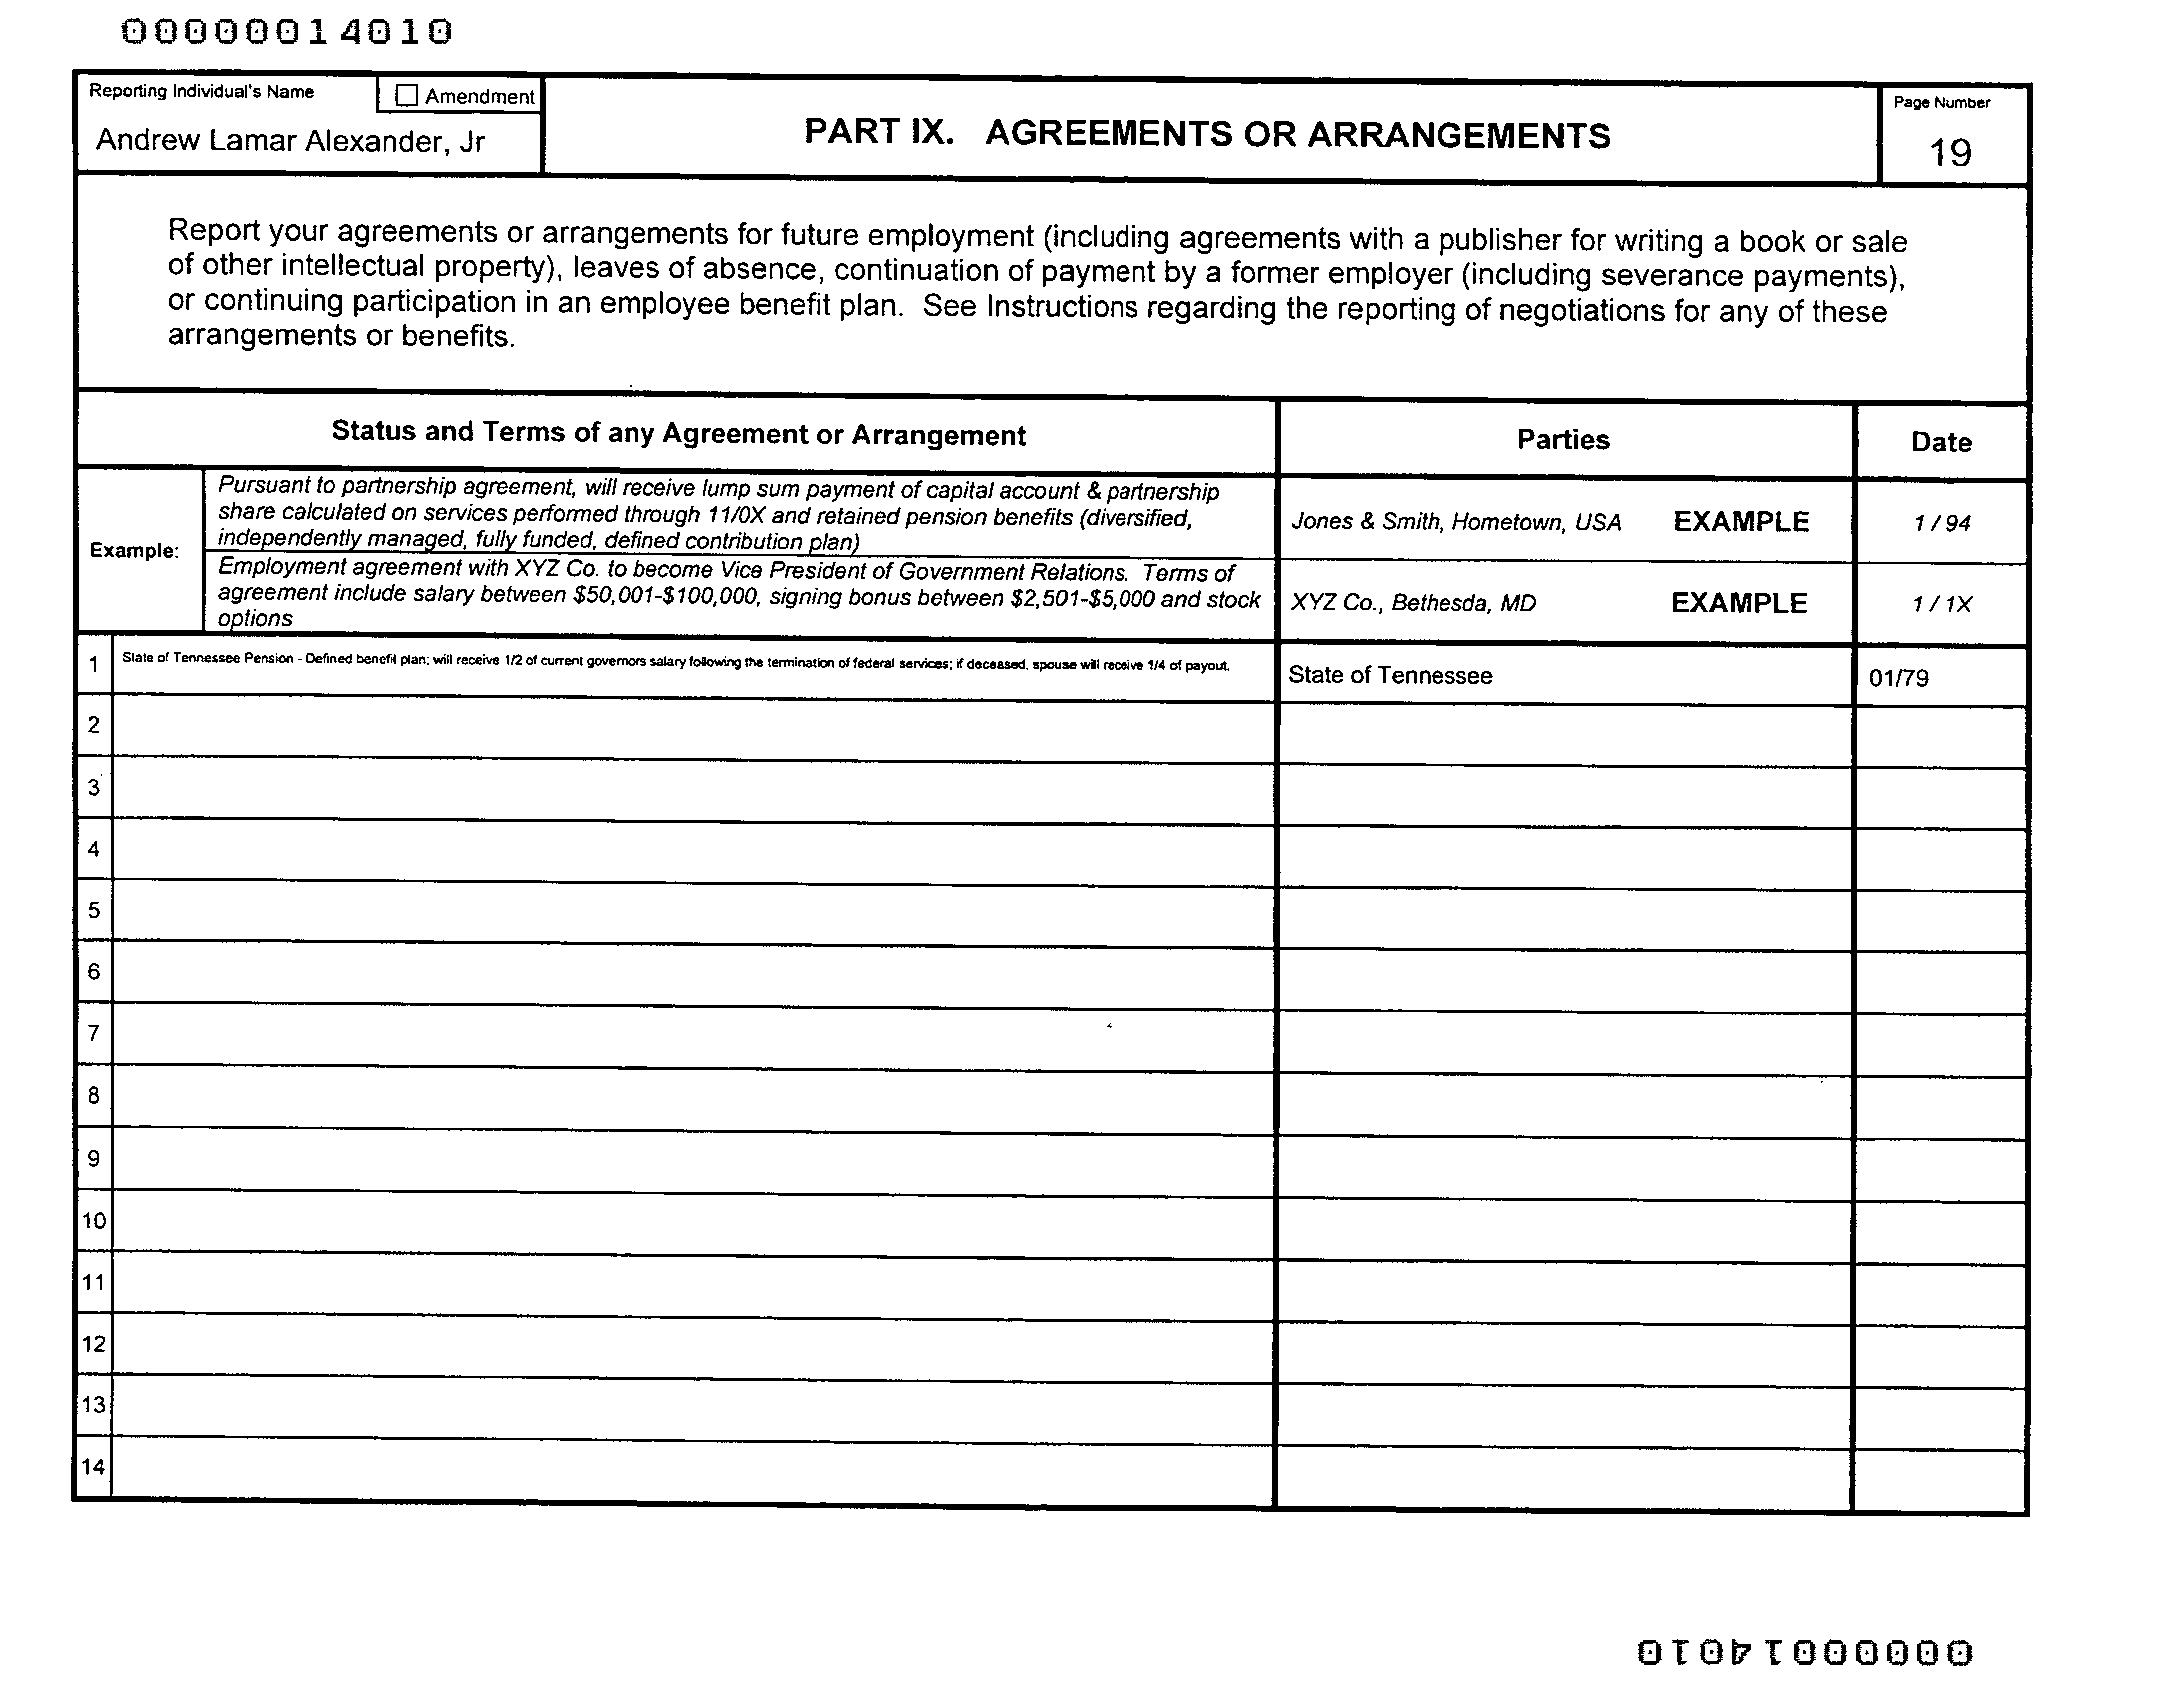 00000014010
Reporting Individual's Name
Amendment
Andrew Lamar Alexander, Jr
PART IX. AGREEMENTS OR ARRANGEMENTS
Page Number
19
Report your agreements or arrangements for future employment (including agreements with a publisher for writing a book or sale
of other intellectual property), leaves of absence, continuation of payment by a former employer (including severance payments),
or continuing participation in an employee benefit plan. See Instructions regarding the reporting of negotiations for any of these
arrangements or benefits.
Status and Terms of any Agreement or Arrangement
Parties
Date
Example:
Pursuant to partnership agreement, will receive lump sum payment of capital account & partnership
share calculated on services performed through 11/0X and retained pension benefits (diversified,
independently managed, fully funded, defined contribution plan)
Jones & Smith, Hometown, USA EXAMPLE
1 / 94
Employment agreement with XYZ Co. to become Vice President of Government Relations. Terms of
agreement include salary between $50,001-$100,000, signing bonus between $2,501-$5,000 and stock
options
XYZ Co., Bethesda, MD EXAMPLE
1 / 1X
1
State of Tennessee Pension - Defined benefit plan; will receive 1/2 of current governors salary following the termination of federal services; if deceased, spouse will receive 1/4 of payout.
State of Tennessee
01/79
2
3
4
5
6
7
8
9
10
11
12
13
14
00000014010